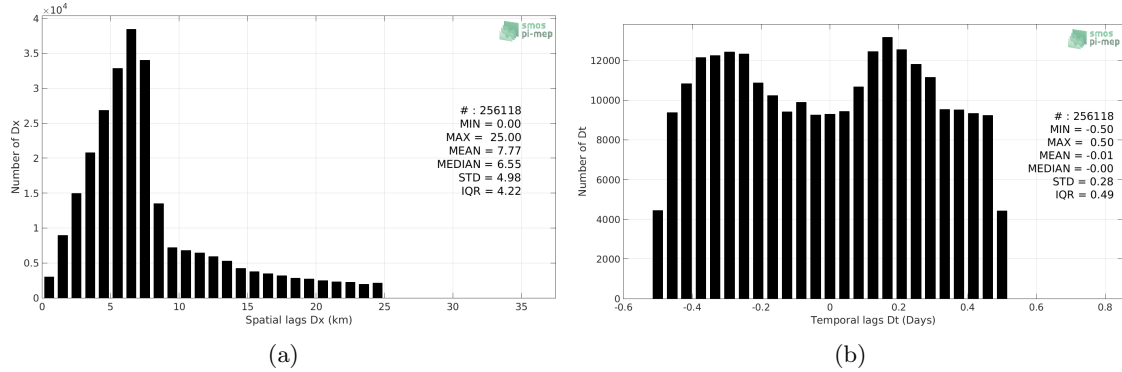 ×10⁴
4
3.5
3
2.5
2
1.5
1
0.5
0
Number of Dx
0 5 10 15 20 25 30 35
Spatial lags Dx (km)
smos
pi-mep
# : 256118
MIN = 0.00
MAX = 25.00
MEAN = 7.77
MEDIAN = 6.55
STD = 4.98
IQR = 4.22
(a)
12000
10000
8000
6000
4000
2000
0
Number of Dt
-0.6 -0.4 -0.2 0 0.2 0.4 0.6 0.8
Temporal lags Dt (Days)
smos
pi-mep
# : 256118
MIN = -0.50
MAX = 0.50
MEAN = -0.01
MEDIAN = -0.00
STD = 0.28
IQR = 0.49
(b)